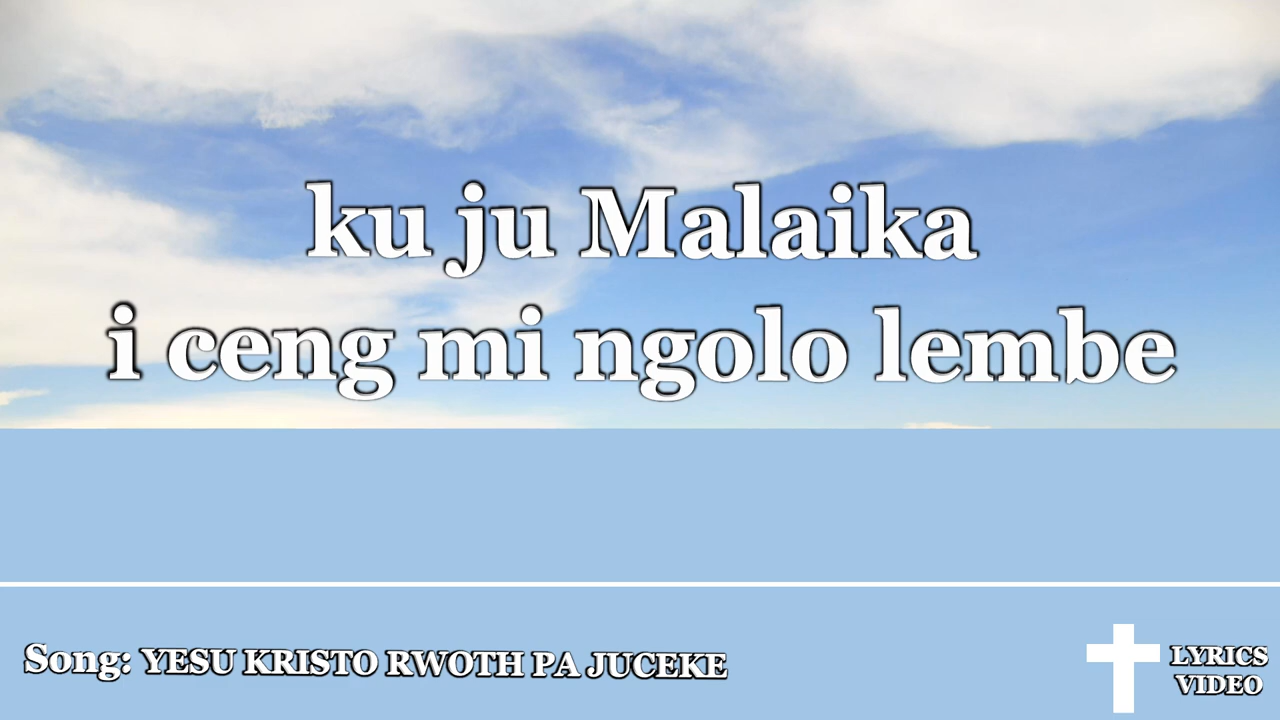 ku ju Malaika
i ceng mi ngolo lembe
Song: YESU KRISTO RWOTH PA JUCEKE
LYRICS
VIDEO